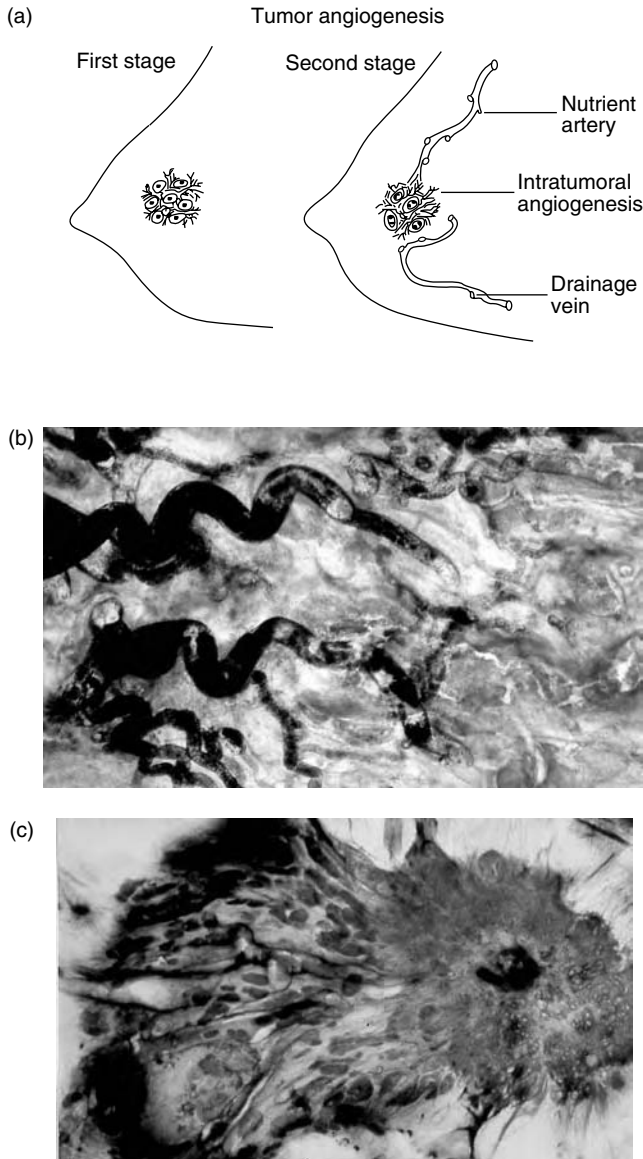 (a)
Tumor angiogenesis
First stage
Second stage
Nutrient
artery
Intratumoral
angiogenesis
Drainage
vein
(b)
(c)